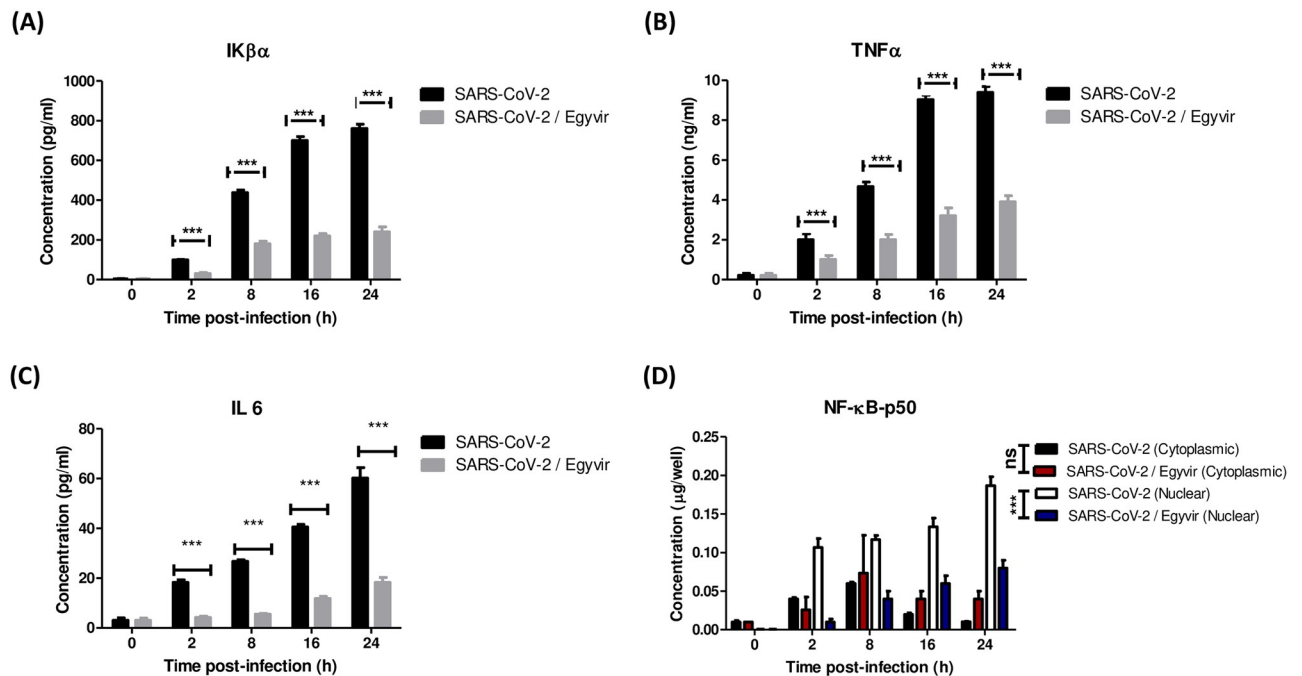 (A)
IKβα
Concentration (pg/ml)
1000
800
600
400
200
0
***
***
***
***
0 2 8 16 24
Time post-infection (h)
SARS-CoV-2
SARS-CoV-2 / Egyvir
(B)
TNFα
Concentration (ng/ml)
10
8
6
4
2
0
***
***
***
***
0 2 8 16 24
Time post-infection (h)
SARS-CoV-2
SARS-CoV-2 / Egyvir
(C)
IL 6
Concentration (pg/ml)
80
60
40
20
0
***
***
***
***
0 2 8 16 24
Time post-infection (h)
SARS-CoV-2
SARS-CoV-2 / Egyvir
(D)
NF-κB-p50
Concentration (μg/well)
0.25
0.20
0.15
0.10
0.05
0.00
0 2 8 16 24
Time post-infection (h)
ns
***
SARS-CoV-2 (Cytoplasmic)
SARS-CoV-2 / Egyvir (Cytoplasmic)
SARS-CoV-2 (Nuclear)
SARS-CoV-2 / Egyvir (Nuclear)